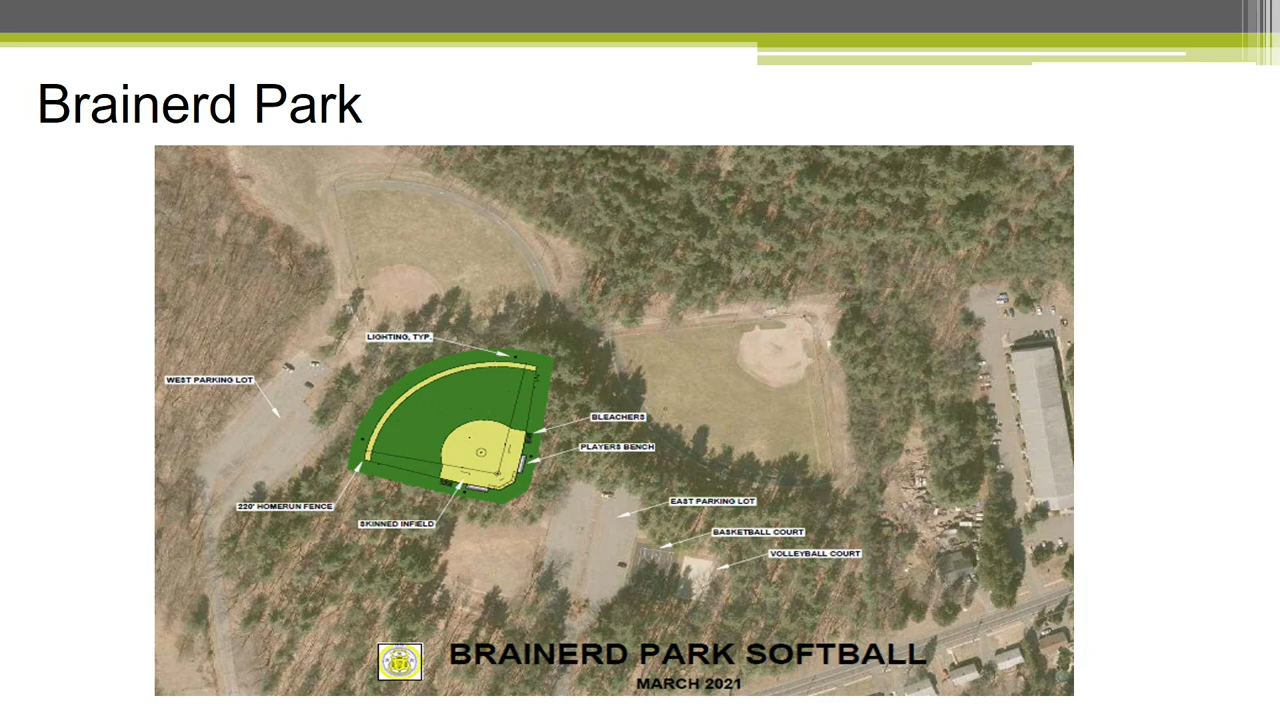 Brainerd Park
LIGHTING, TYP.
WEST PARKING LOT
BLEACHERS
PLAYERS BENCH
220' HOMERUN FENCE
SKINNED INFIELD
EAST PARKING LOT
BASKETBALL COURT
VOLLEYBALL COURT
BRAINERD PARK SOFTBALL
MARCH 2021